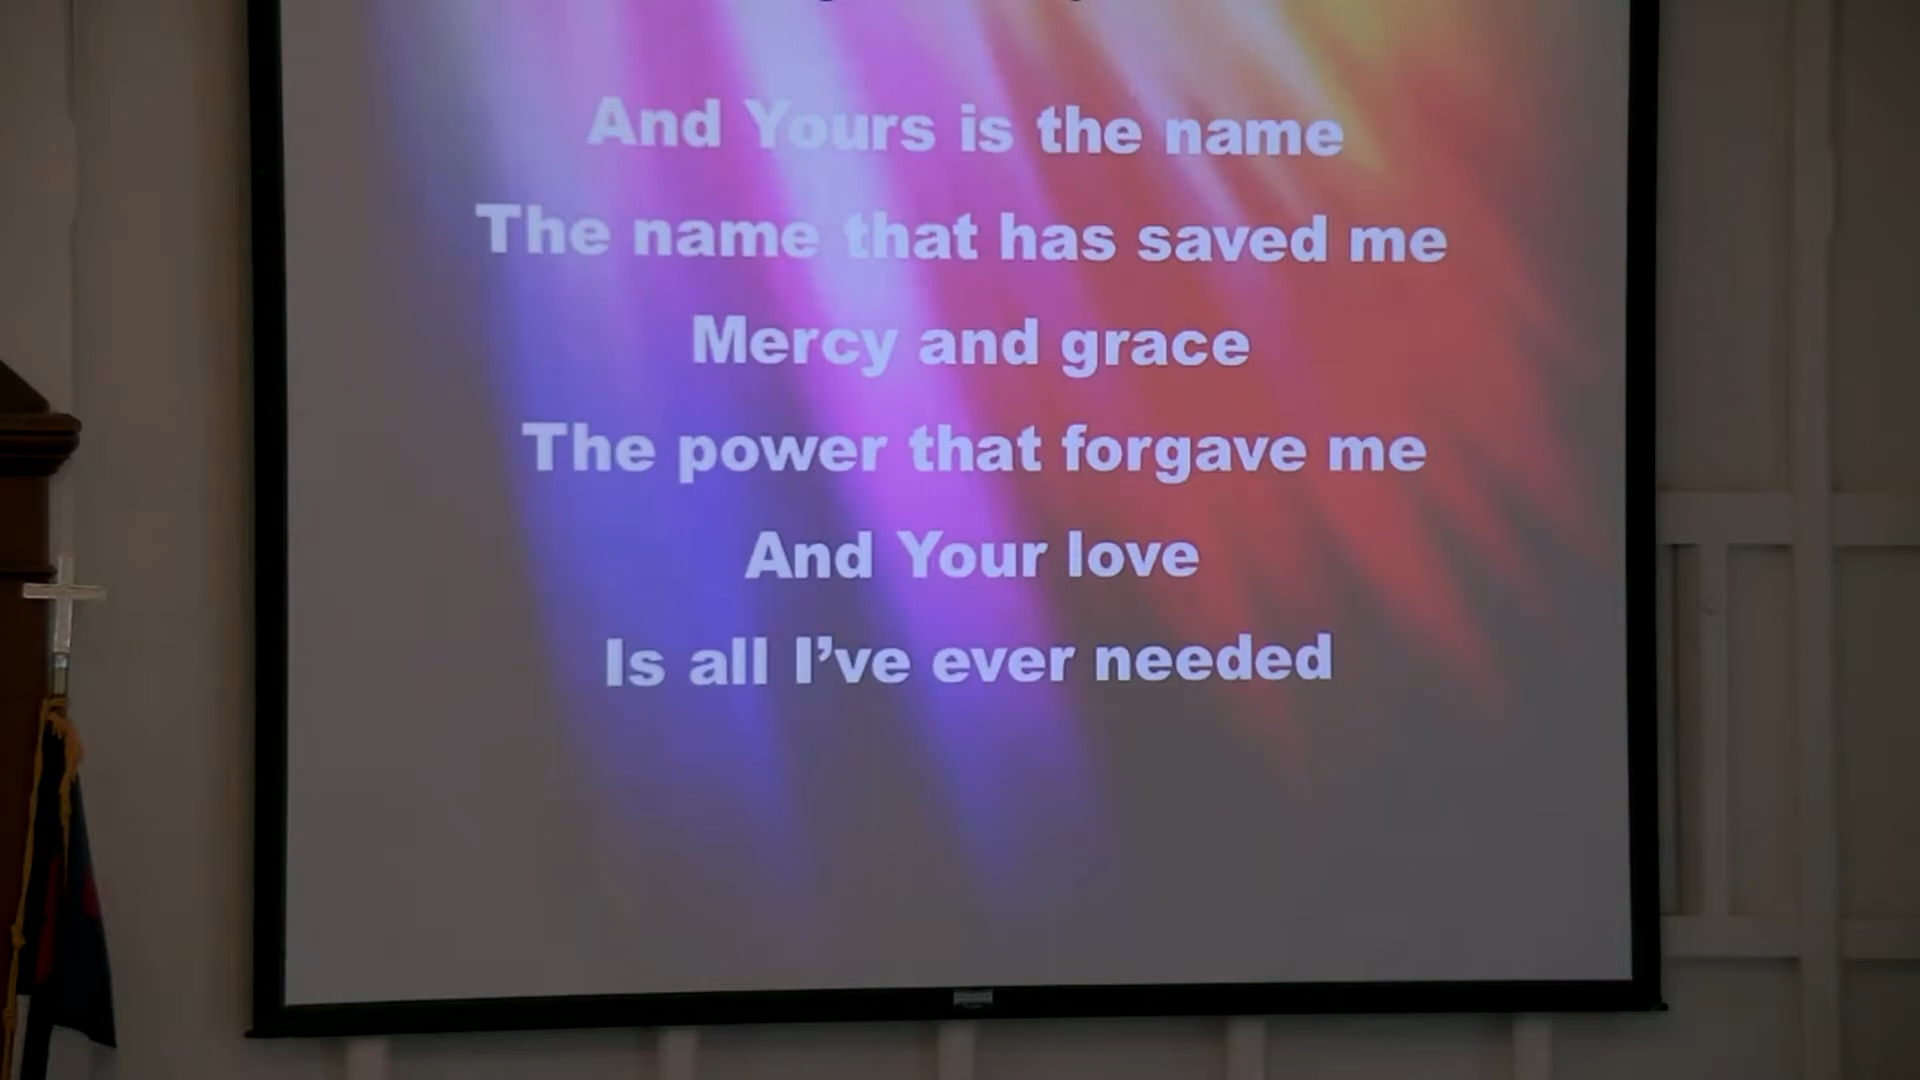 And Yours is the name
The name that has saved me
Mercy and grace
The power that forgave me
And Your love
Is all I’ve ever needed